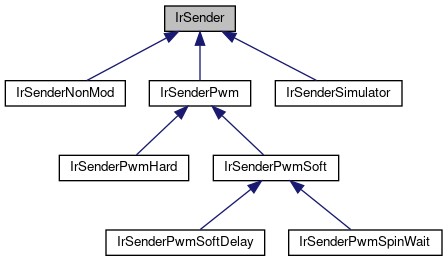 IrSender
IrSenderNonMod
IrSenderPwm
IrSenderSimulator
IrSenderPwmHard
IrSenderPwmSoft
IrSenderPwmSoftDelay
IrSenderPwmSpinWait